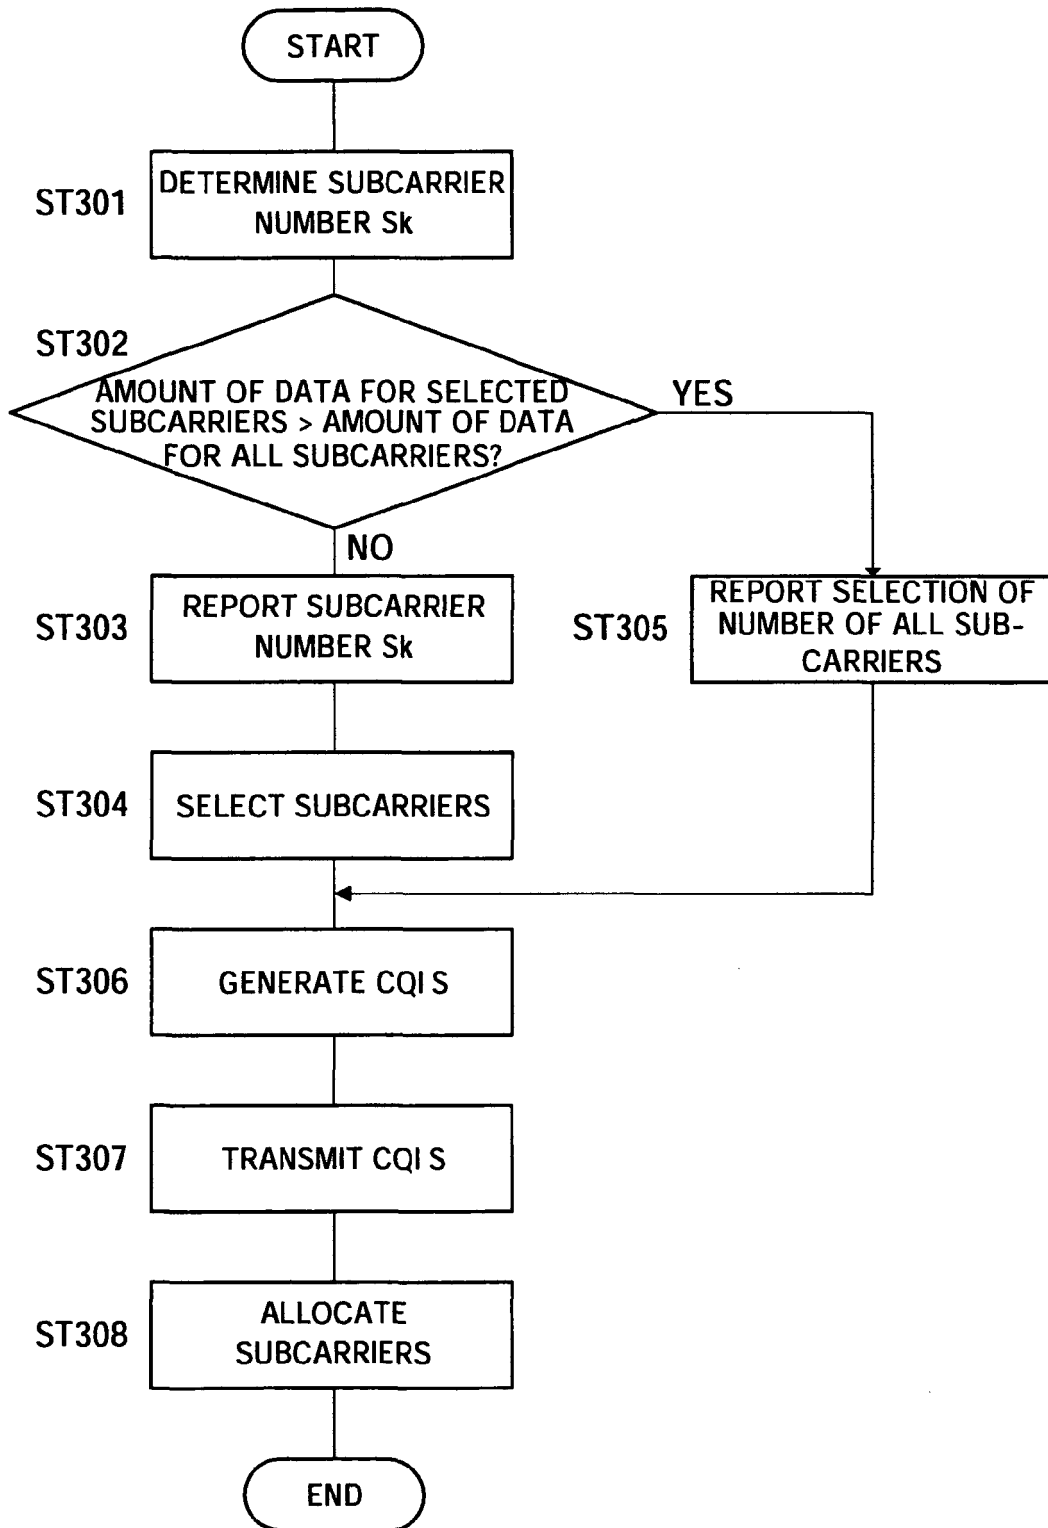 START
ST301
DETERMINE SUBCARRIER
NUMBER Sk
ST302
AMOUNT OF DATA FOR SELECTED
SUBCARRIERS > AMOUNT OF DATA
FOR ALL SUBCARRIERS?
YES
NO
ST303
REPORT SUBCARRIER
NUMBER Sk
ST305
REPORT SELECTION OF
NUMBER OF ALL SUB-
CARRIERS
ST304
SELECT SUBCARRIERS
ST306
GENERATE CQI S
ST307
TRANSMIT CQI S
ST308
ALLOCATE
SUBCARRIERS
END